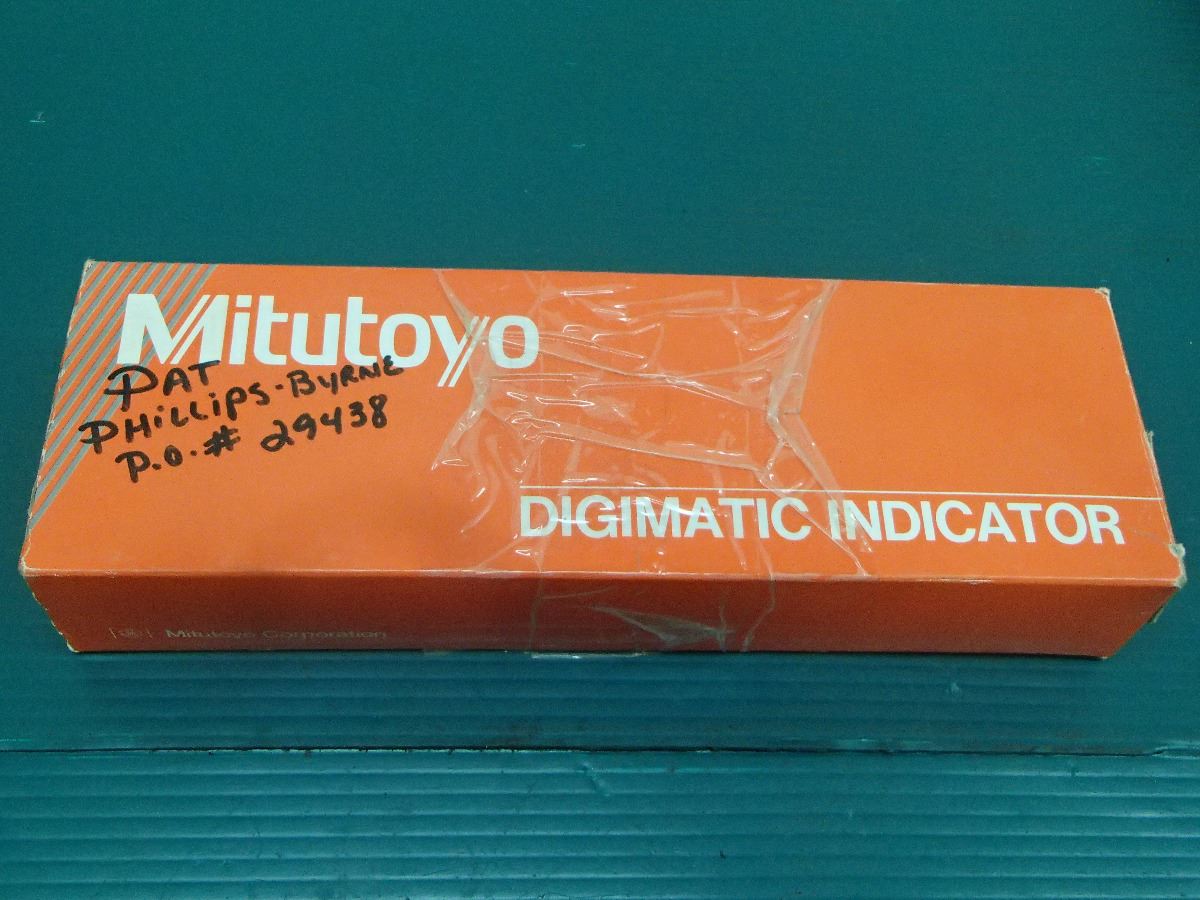 Mitutoyo
PAT
PHiLLiPS-BYRNE
P.O.# 29438
DIGIMATIC INDICATOR
Mitutoyo Corporation